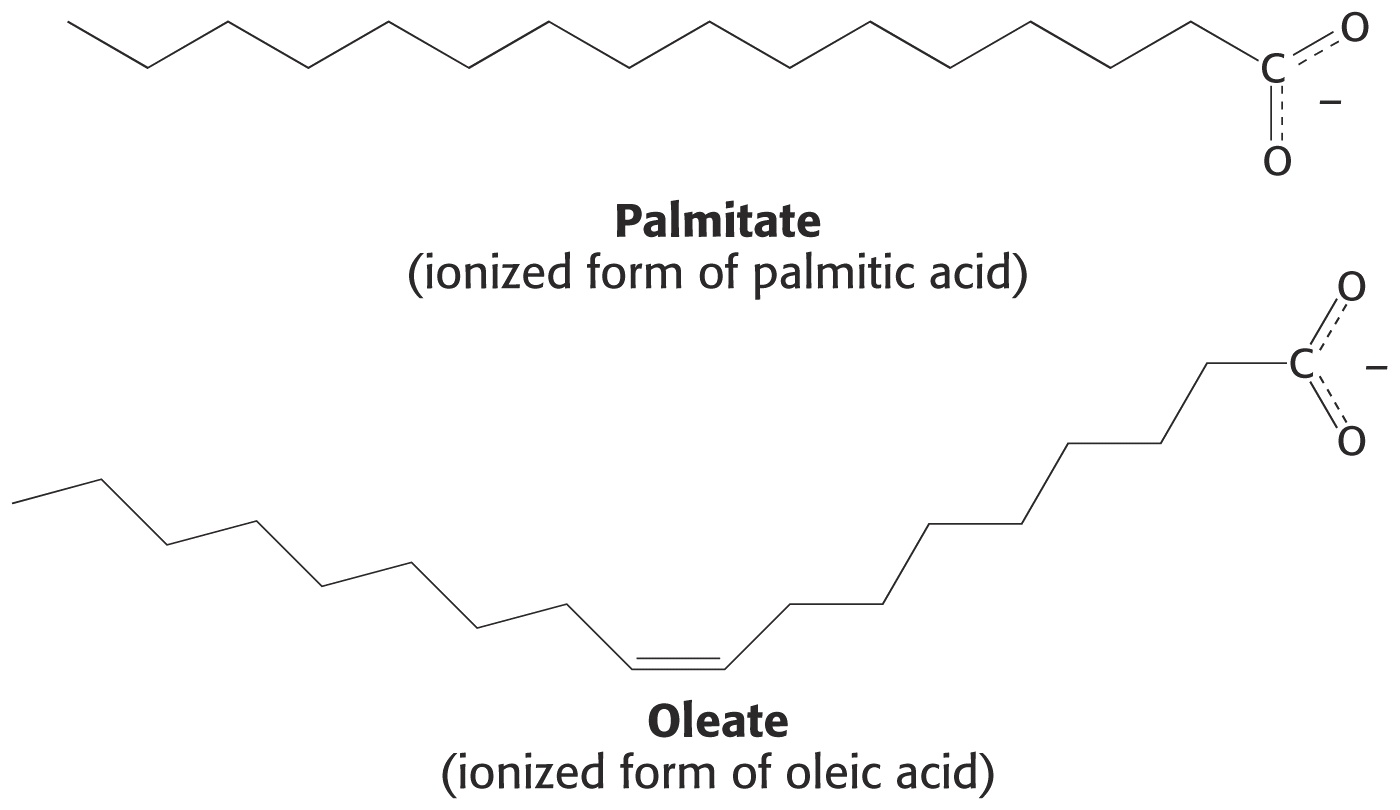 O
C
–
O
Palmitate
(ionized form of palmitic acid)
O
C
–
O
Oleate
(ionized form of oleic acid)